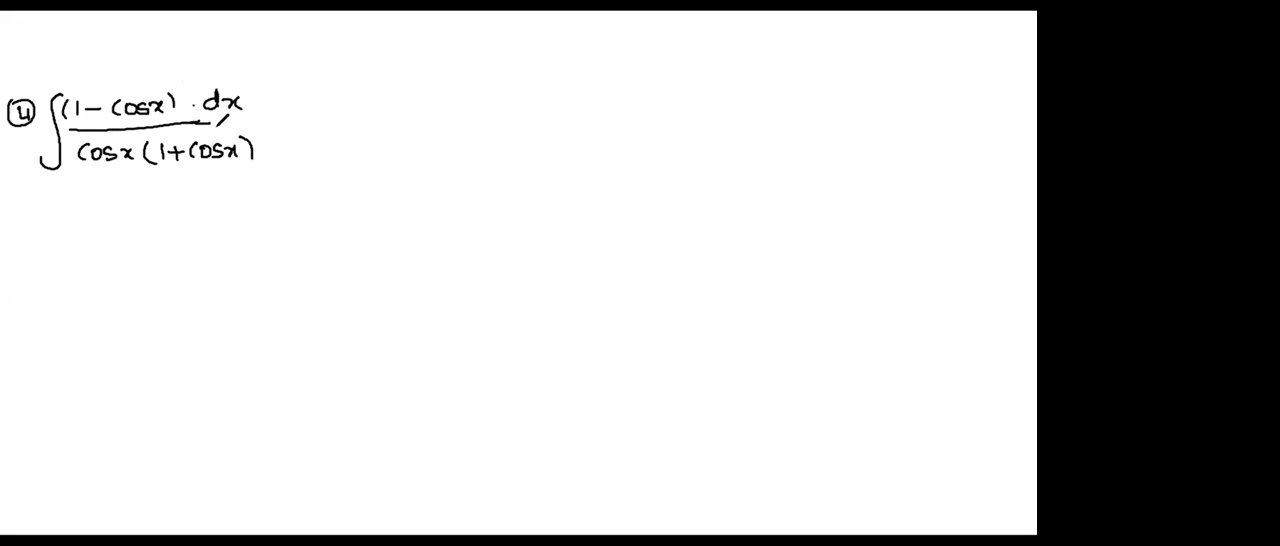 ④ ∫ (1 - cosx) . dx / cosx (1+cosx)